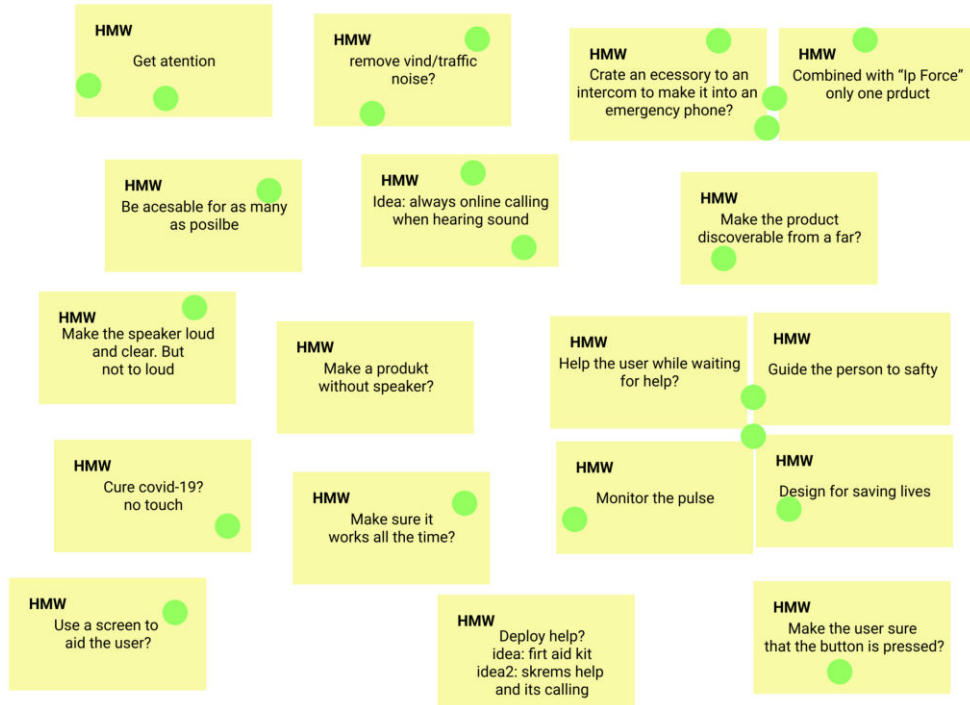 HMW
Get atention
HMW
remove vind/traffic
noise?
HMW
Crate an ecessory to an
intercom to make it into an
emergency phone?
HMW
Combined with “Ip Force”
only one prduct
HMW
Be acesable for as many
as posilbe
HMW
Idea: always online calling
when hearing sound
HMW
Make the product
discoverable from a far?
HMW
Make the speaker loud
and clear. But
not to loud
HMW
Make a produkt
without speaker?
HMW
Help the user while waiting
for help?
HMW
Guide the person to safty
HMW
Cure covid-19?
no touch
HMW
Make sure it
works all the time?
HMW
Monitor the pulse
HMW
Design for saving lives
HMW
Use a screen to
aid the user?
HMW
Deploy help?
idea: firt aid kit
idea2: skrems help
and its calling
HMW
Make the user sure
that the button is pressed?